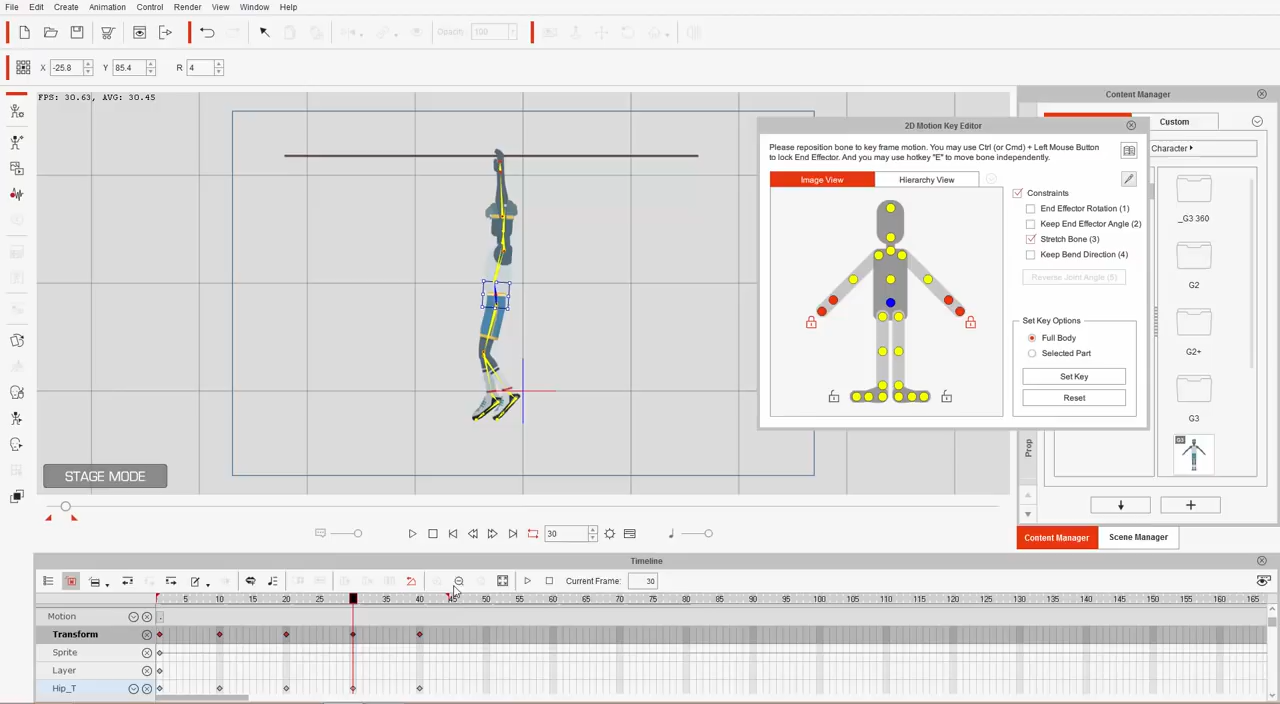 File Edit Create Animation Control Render View Window Help
Opacity: 100
X -25.8 Y 85.4 R 4
FPS: 30.63, AVG: 30.45
Content Manager
Custom
Character
_G3 360
G2
G2+
G3
G3
Prop
2D Motion Key Editor
Please reposition bone to key frame motion. You may use Ctrl (or Cmd) + Left Mouse Button
to lock End Effector. And you may use hotkey "E" to move bone independently.
Image View Hierarchy View
Constraints
End Effector Rotation (1)
Keep End Effector Angle (2)
Stretch Bone (3)
Keep Bend Direction (4)
Reverse Joint Angle (5)
Set Key Options
Full Body
Selected Part
Set Key
Reset
STAGE MODE
30
Content Manager Scene Manager
Timeline
Current Frame: 30
5 10 15 20 25 40 45 50 55 60 65 70 75 80 85 90 95 100 105 110 115 120 125 130 135 140 145 150 155 160 165
Motion
Transform
Sprite
Layer
Hip_T